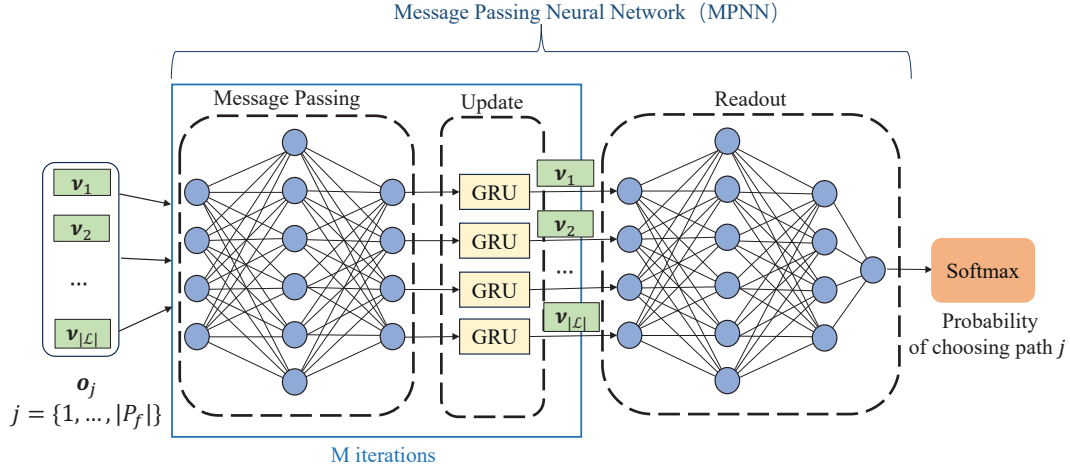 Message Passing Neural Network（MPNN）
Message Passing
Update
Readout
𝝂1
𝝂2
...
𝝂|ℒ|
GRU
GRU
GRU
GRU
𝝂1
𝝂2
...
𝝂|ℒ|
Softmax
Probability
of choosing path j
𝒐j
j = {1, … , |Pf|}
M iterations